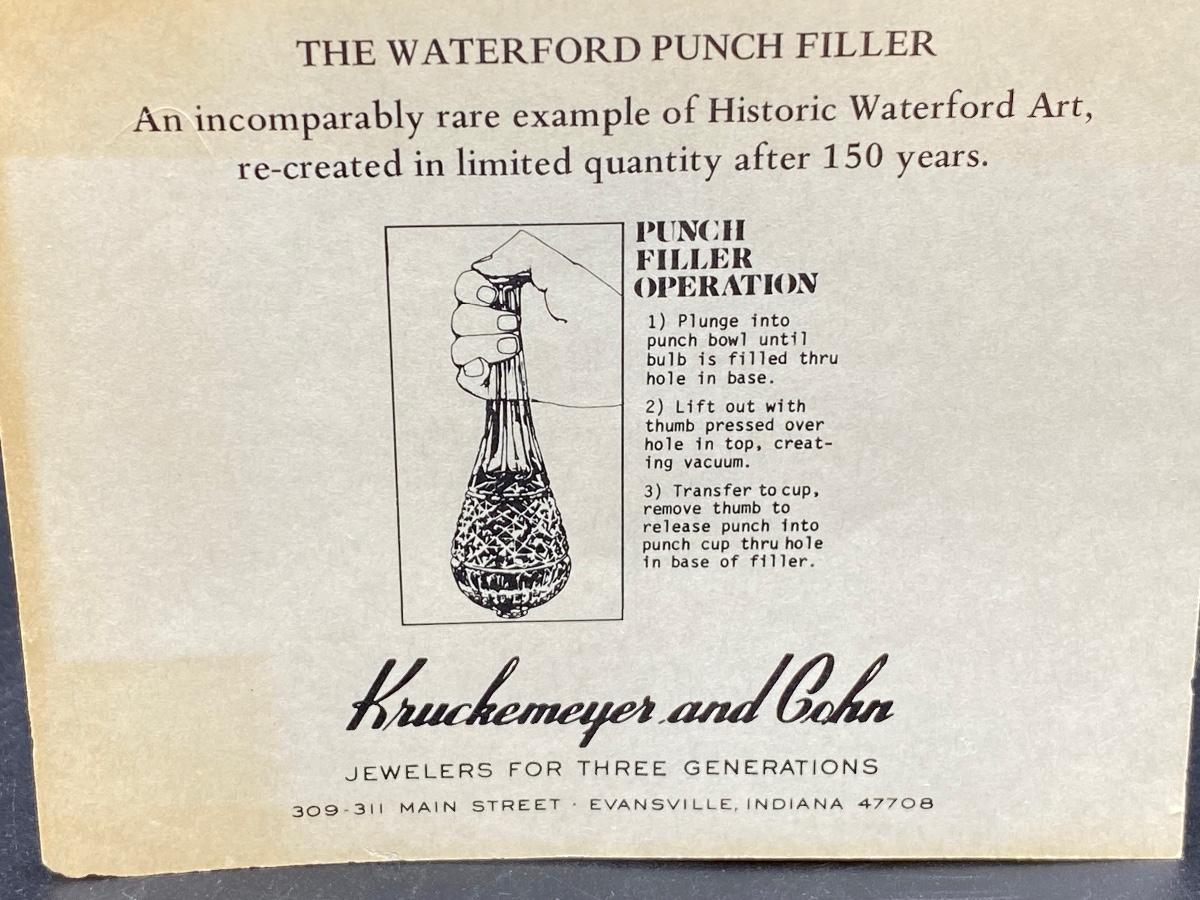 THE WATERFORD PUNCH FILLER
An incomparably rare example of Historic Waterford Art,
re-created in limited quantity after 150 years.
PUNCH
FILLER
OPERATION
1) Plunge into
punch bowl until
bulb is filled thru
hole in base.
2) Lift out with
thumb pressed over
hole in top, creat-
ing vacuum.
3) Transfer to cup,
remove thumb to
release punch into
punch cup thru hole
in base of filler.
Kruckemeyer and Cohn
JEWELERS FOR THREE GENERATIONS
309-311 MAIN STREET · EVANSVILLE, INDIANA 47708